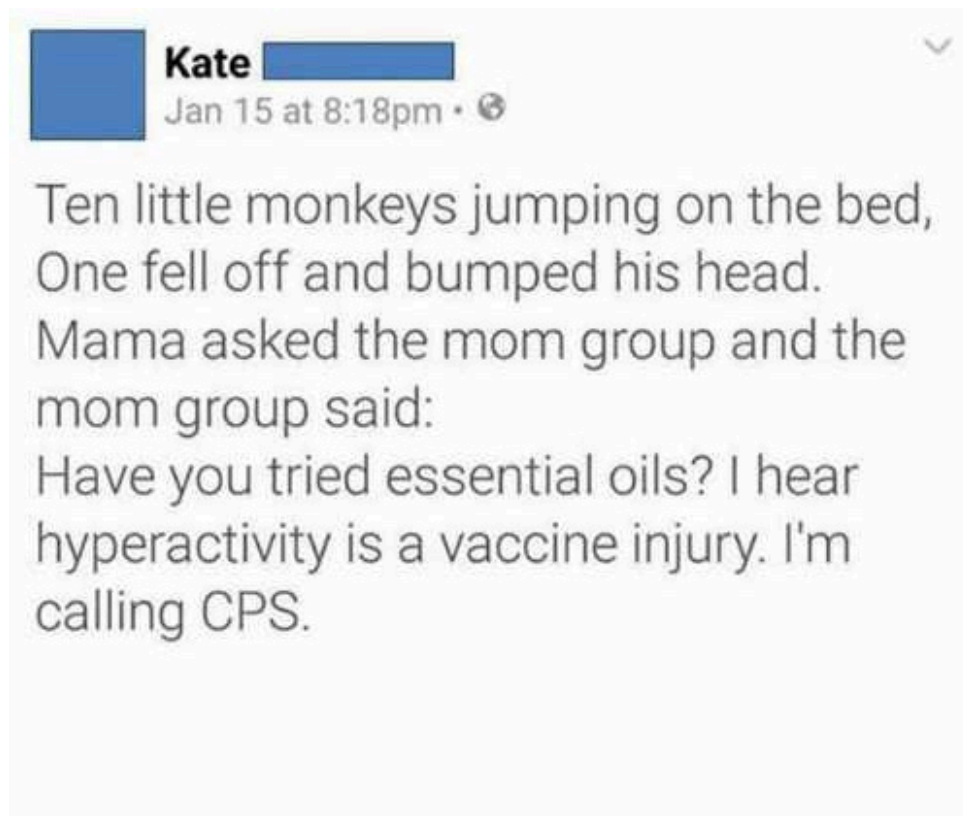 Kate
Jan 15 at 8:18pm •
Ten little monkeys jumping on the bed,
One fell off and bumped his head.
Mama asked the mom group and the
mom group said:
Have you tried essential oils? I hear
hyperactivity is a vaccine injury. I'm
calling CPS.